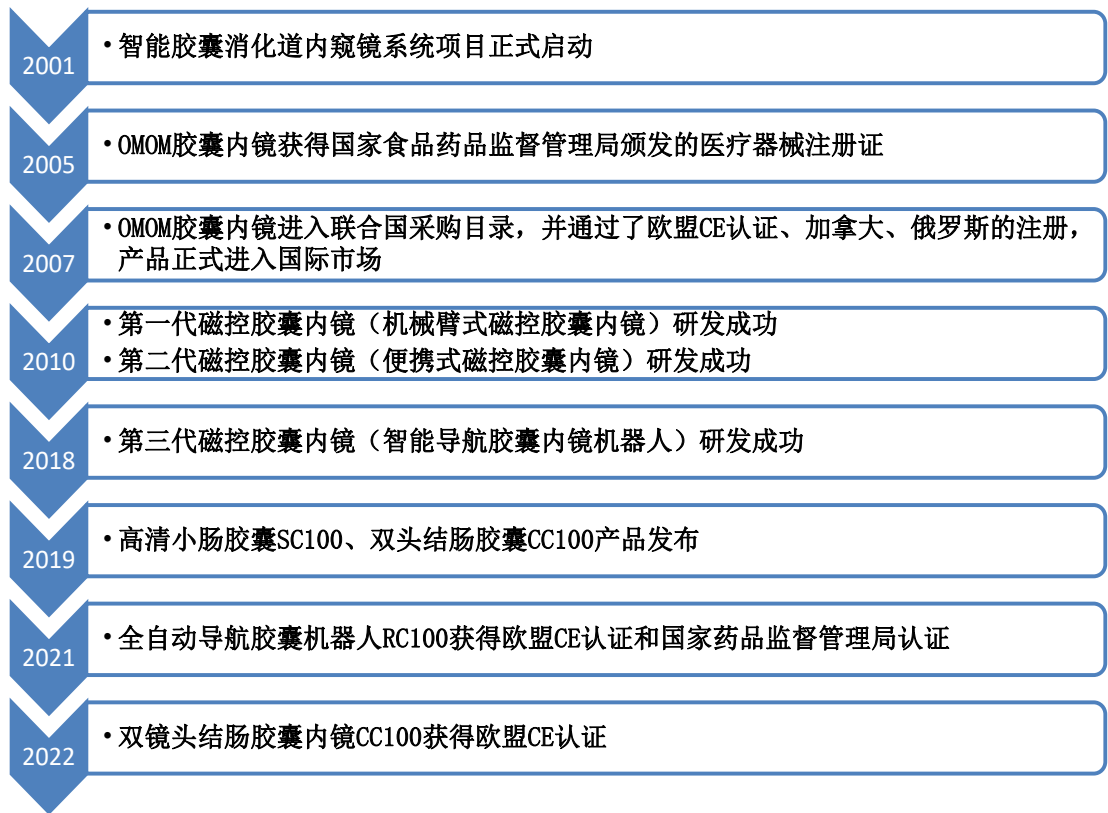 2001
•智能胶囊消化道内窥镜系统项目正式启动
2005
•OMOM胶囊内镜获得国家食品药品监督管理局颁发的医疗器械注册证
2007
•OMOM胶囊内镜进入联合国采购目录，并通过了欧盟CE认证、加拿大、俄罗斯的注册，
产品正式进入国际市场
2010
•第一代磁控胶囊内镜（机械臂式磁控胶囊内镜）研发成功
•第二代磁控胶囊内镜（便携式磁控胶囊内镜）研发成功
2018
•第三代磁控胶囊内镜（智能导航胶囊内镜机器人）研发成功
2019
•高清小肠胶囊SC100、双头结肠胶囊CC100产品发布
2021
•全自动导航胶囊机器人RC100获得欧盟CE认证和国家药品监督管理局认证
2022
•双镜头结肠胶囊内镜CC100获得欧盟CE认证